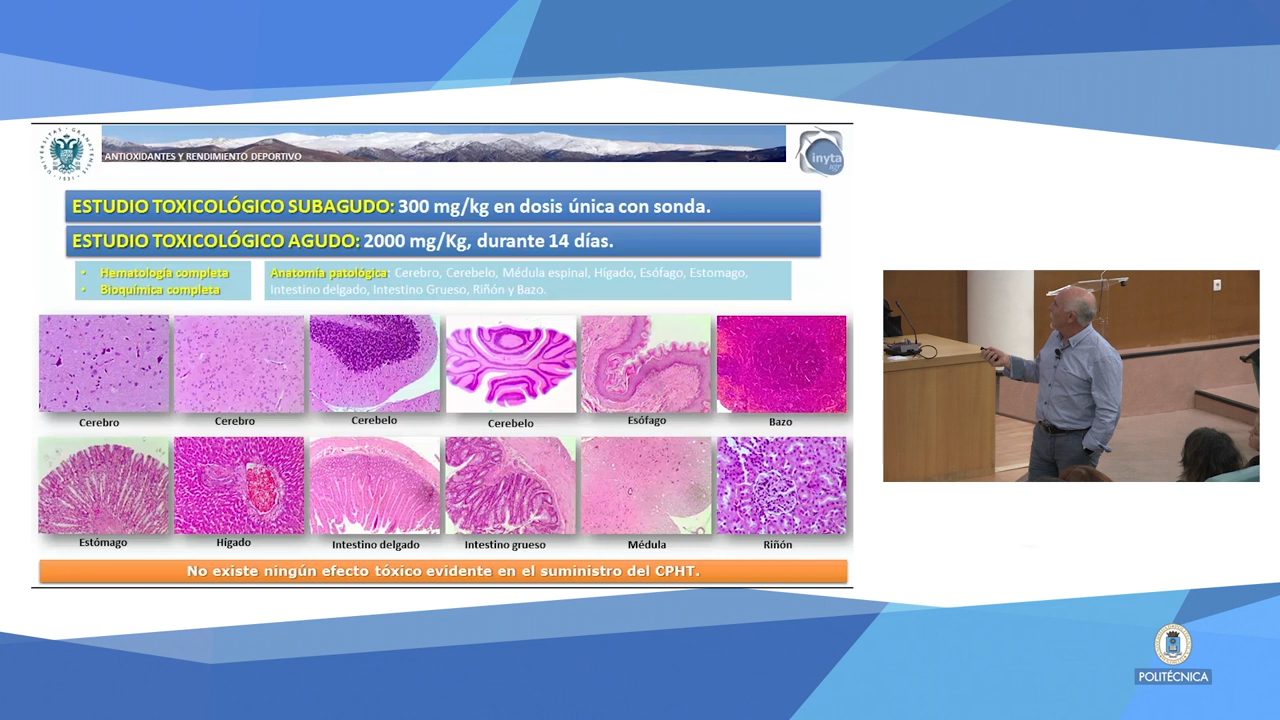 ANTIOXIDANTES Y RENDIMIENTO DEPORTIVO
inyta
agr
ESTUDIO TOXICOLÓGICO SUBAGUDO: 300 mg/kg en dosis única con sonda.
ESTUDIO TOXICOLÓGICO AGUDO: 2000 mg/Kg, durante 14 días.
• Hematología completa
• Bioquímica completa
Anatomía patológica: Cerebro, Cerebelo, Médula espinal, Hígado, Esófago, Estomago,
Intestino delgado, Intestino Grueso, Riñón y Bazo.
Cerebro
Cerebro
Cerebelo
Cerebelo
Esófago
Bazo
Estómago
Hígado
Intestino delgado
Intestino grueso
Médula
Riñón
No existe ningún efecto tóxico evidente en el suministro del CPHT.
POLITÉCNICA